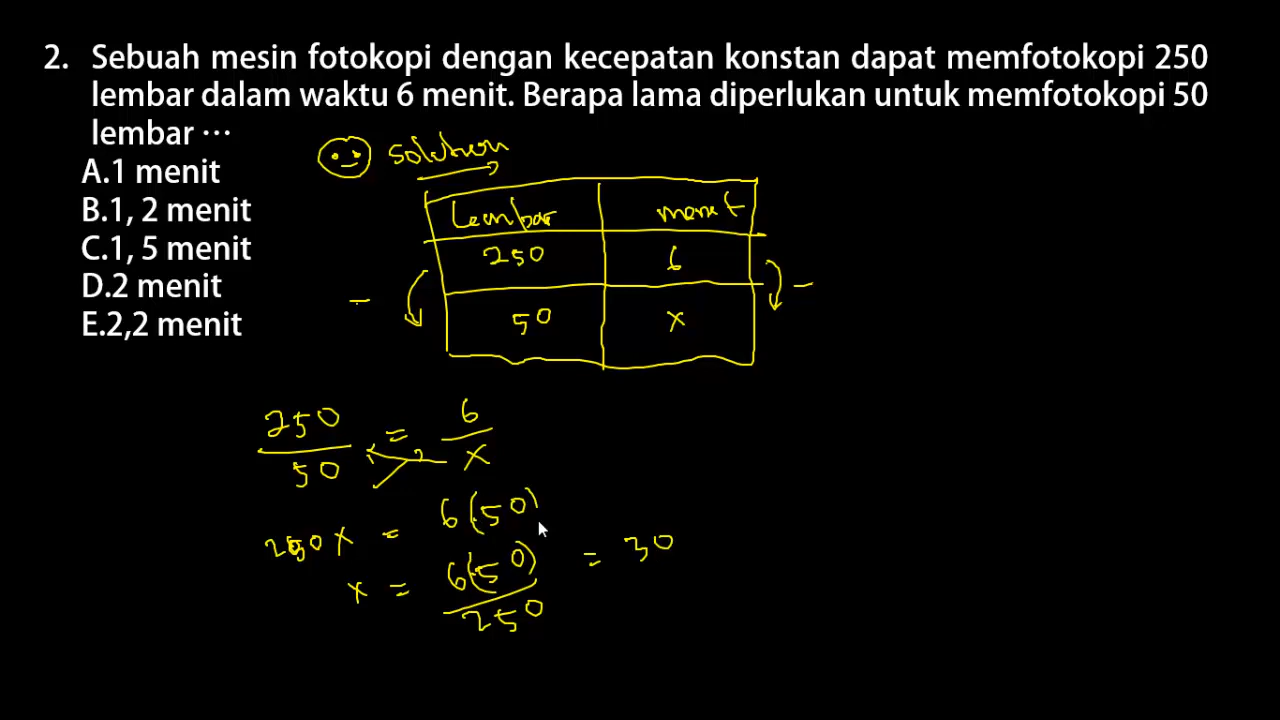 2. Sebuah mesin fotokopi dengan kecepatan konstan dapat memfotokopi 250
lembar dalam waktu 6 menit. Berapa lama diperlukan untuk memfotokopi 50
lembar ⋯
A.1 menit
B.1, 2 menit
C.1, 5 menit
D.2 menit
E.2,2 menit
solution
Lembar menit
250 6
50 x
- -
250/50 = 6/x
250x = 6(50)
x = 6(50)/250 = 30